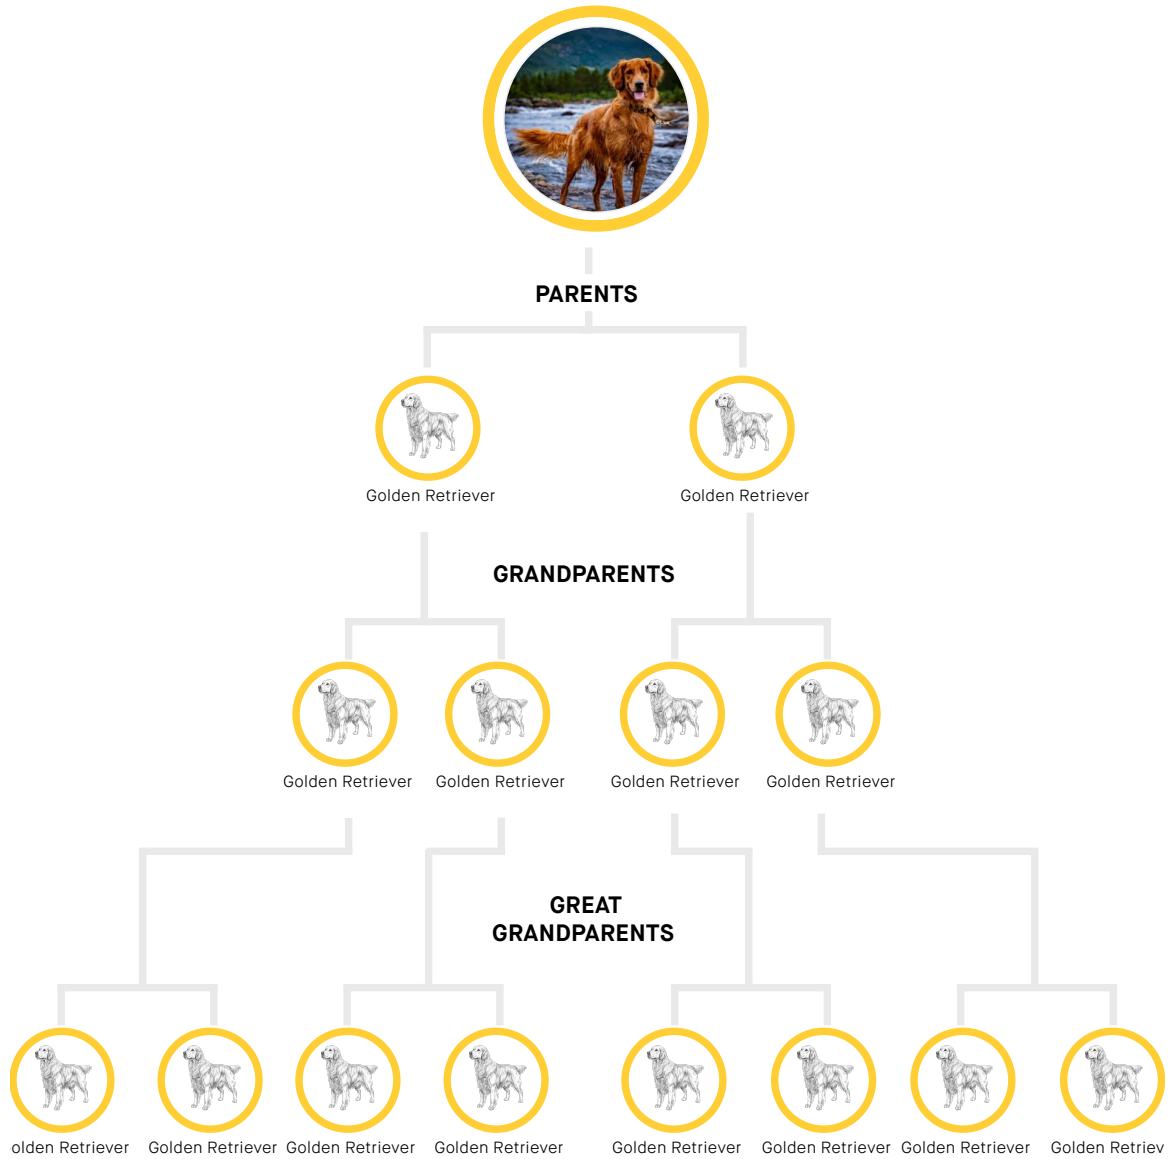 PARENTS
Golden Retriever Golden Retriever
GRANDPARENTS
Golden Retriever Golden Retriever Golden Retriever Golden Retriever
GREAT
GRANDPARENTS
olden Retriever Golden Retriever Golden Retriever Golden Retriever Golden Retriever Golden Retriever Golden Retriever Golden Retriev